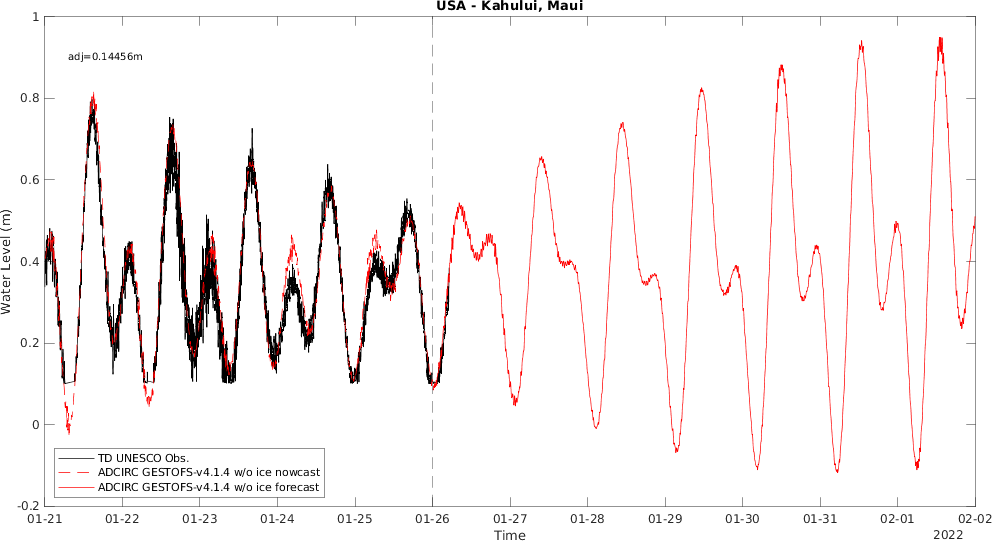 USA - Kahului, Maui
adj=0.14456m
1
0.8
0.6
0.4
0.2
0
-0.2
Water Level (m)
TD UNESCO Obs.
ADCIRC GESTOFS-v4.1.4 w/o ice nowcast
ADCIRC GESTOFS-v4.1.4 w/o ice forecast
01-21 01-22 01-23 01-24 01-25 01-26 01-27 01-28 01-29 01-30 01-31 02-01 02-02
Time
2022